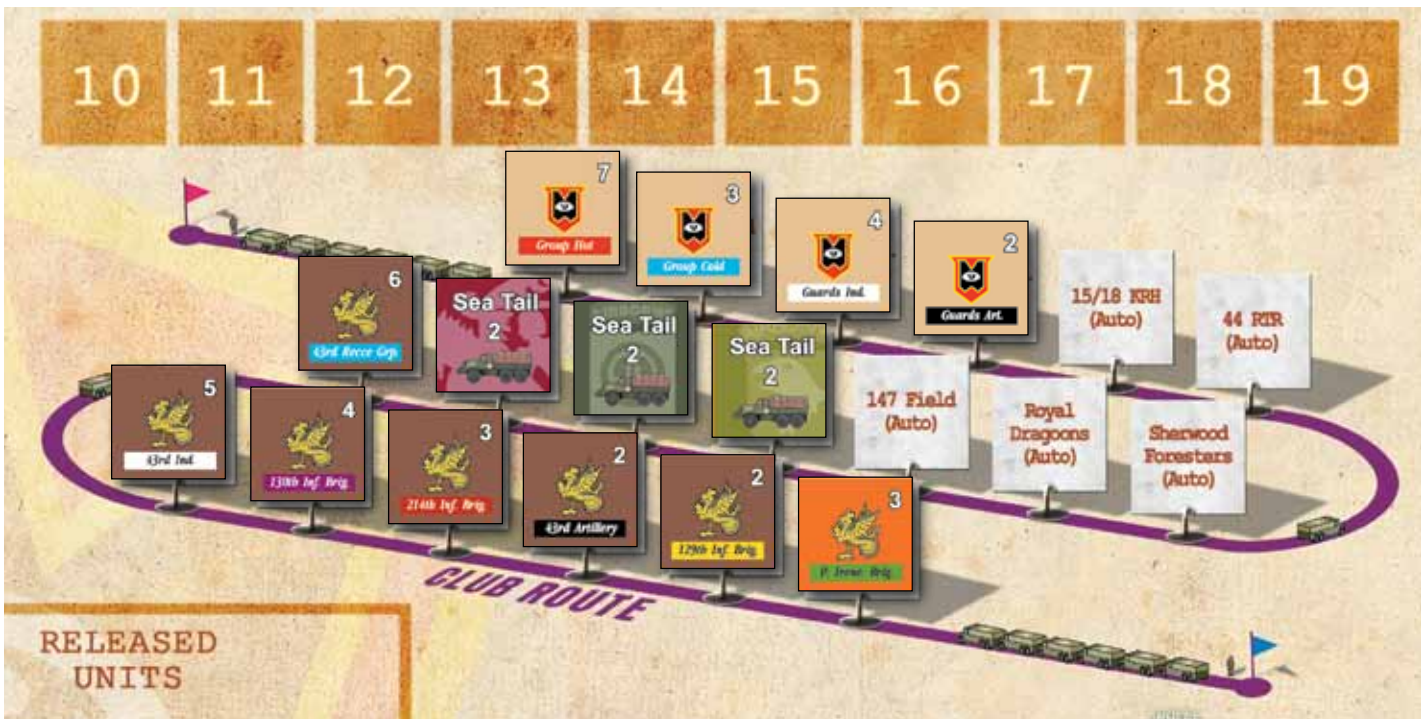 10 11 12 13 14 15 16 17 18 19
7
Group Hot
3
Group Cold
4
Guards Ind.
2
Guards Art.
15/18 KRH
(Auto)
44 RTR
(Auto)
6
43rd Recce Grp.
Sea Tail
2
Sea Tail
2
Sea Tail
2
147 Field
(Auto)
Royal
Dragoons
(Auto)
Sherwood
Foresters
(Auto)
5
43rd Ind.
4
130th Inf. Brig.
3
214th Inf. Brig.
2
43rd Artillery
2
129th Inf. Brig.
3
P. Irene. Brig.
CLUB ROUTE
RELEASED
UNITS